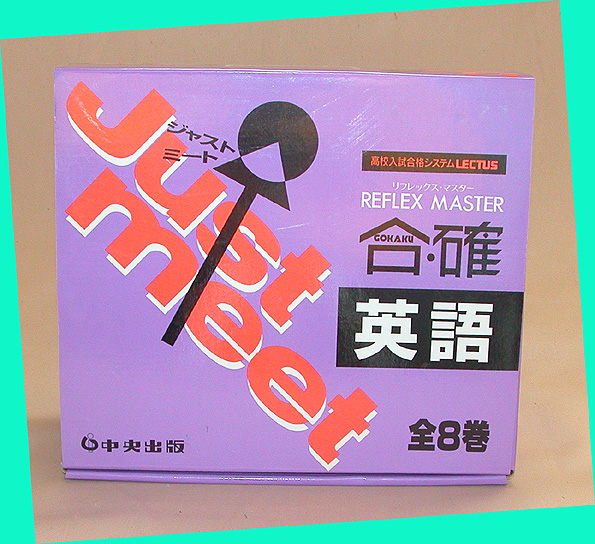 Just
meet
ジャスト
ミート
高校入試合格システムLECTUS
リフレックス・マスター
REFLEX MASTER
合・確
GOKAKU
英語
全8巻
中央出版